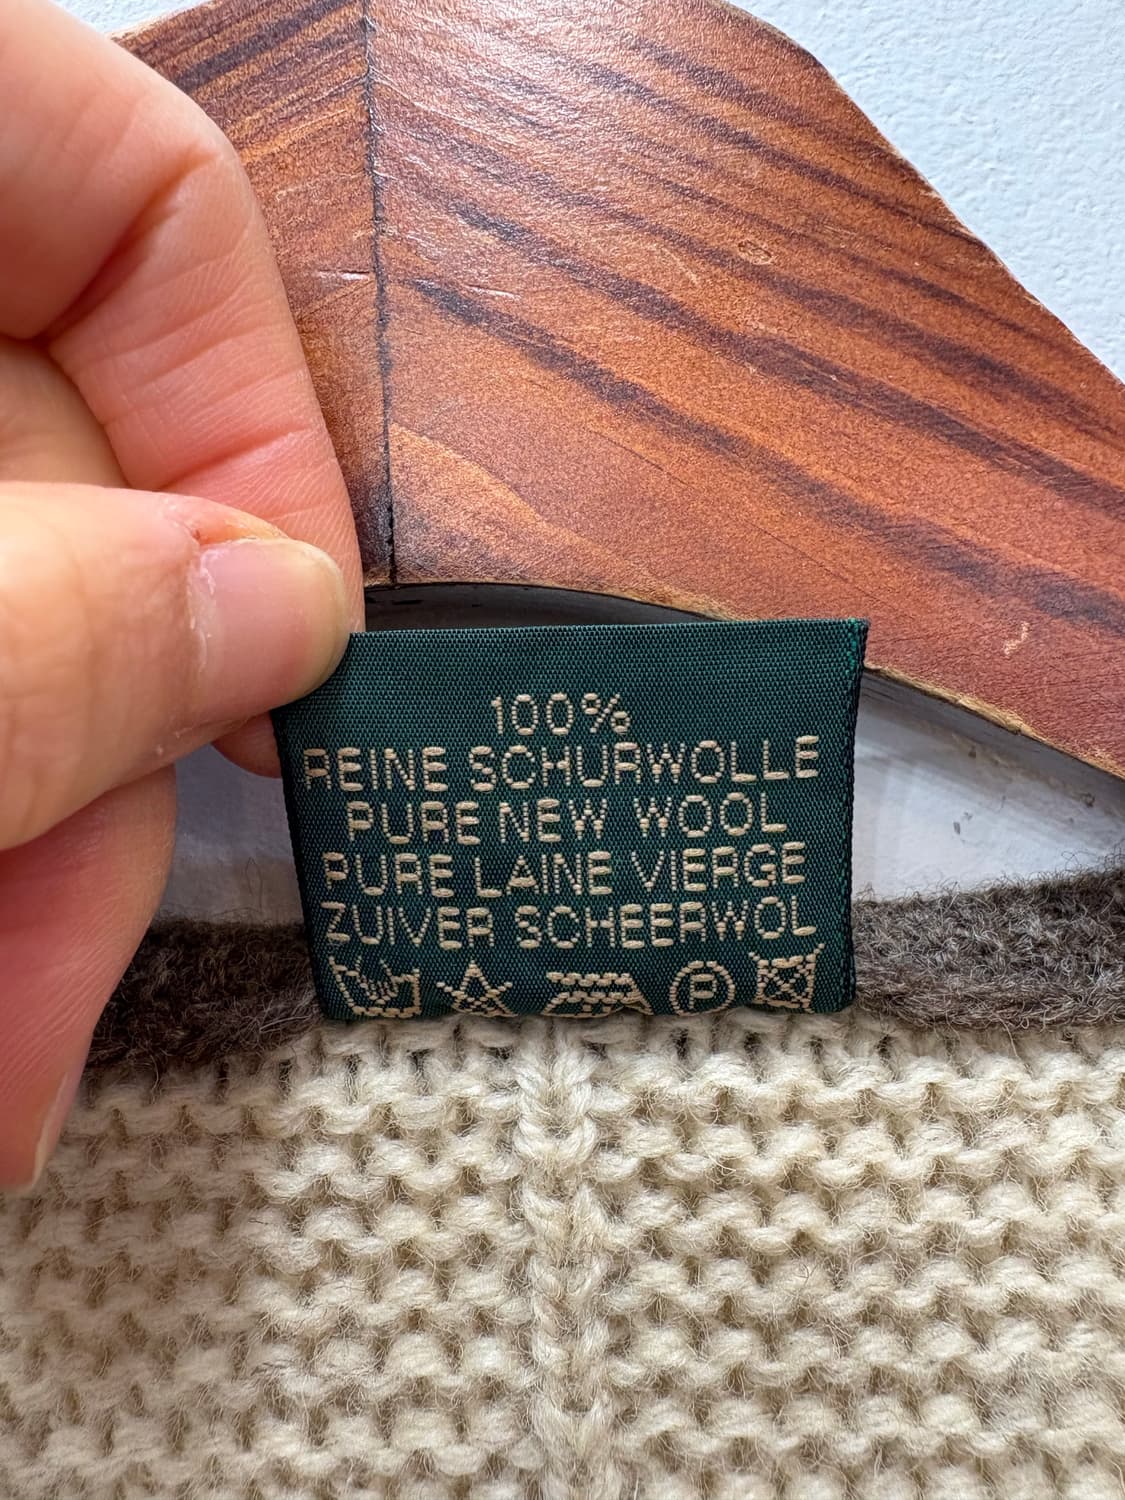 100%
REINE SCHURWOLLE
PURE NEW WOOL
PURE LAINE VIERGE
ZUIVER SCHEERWOL
P